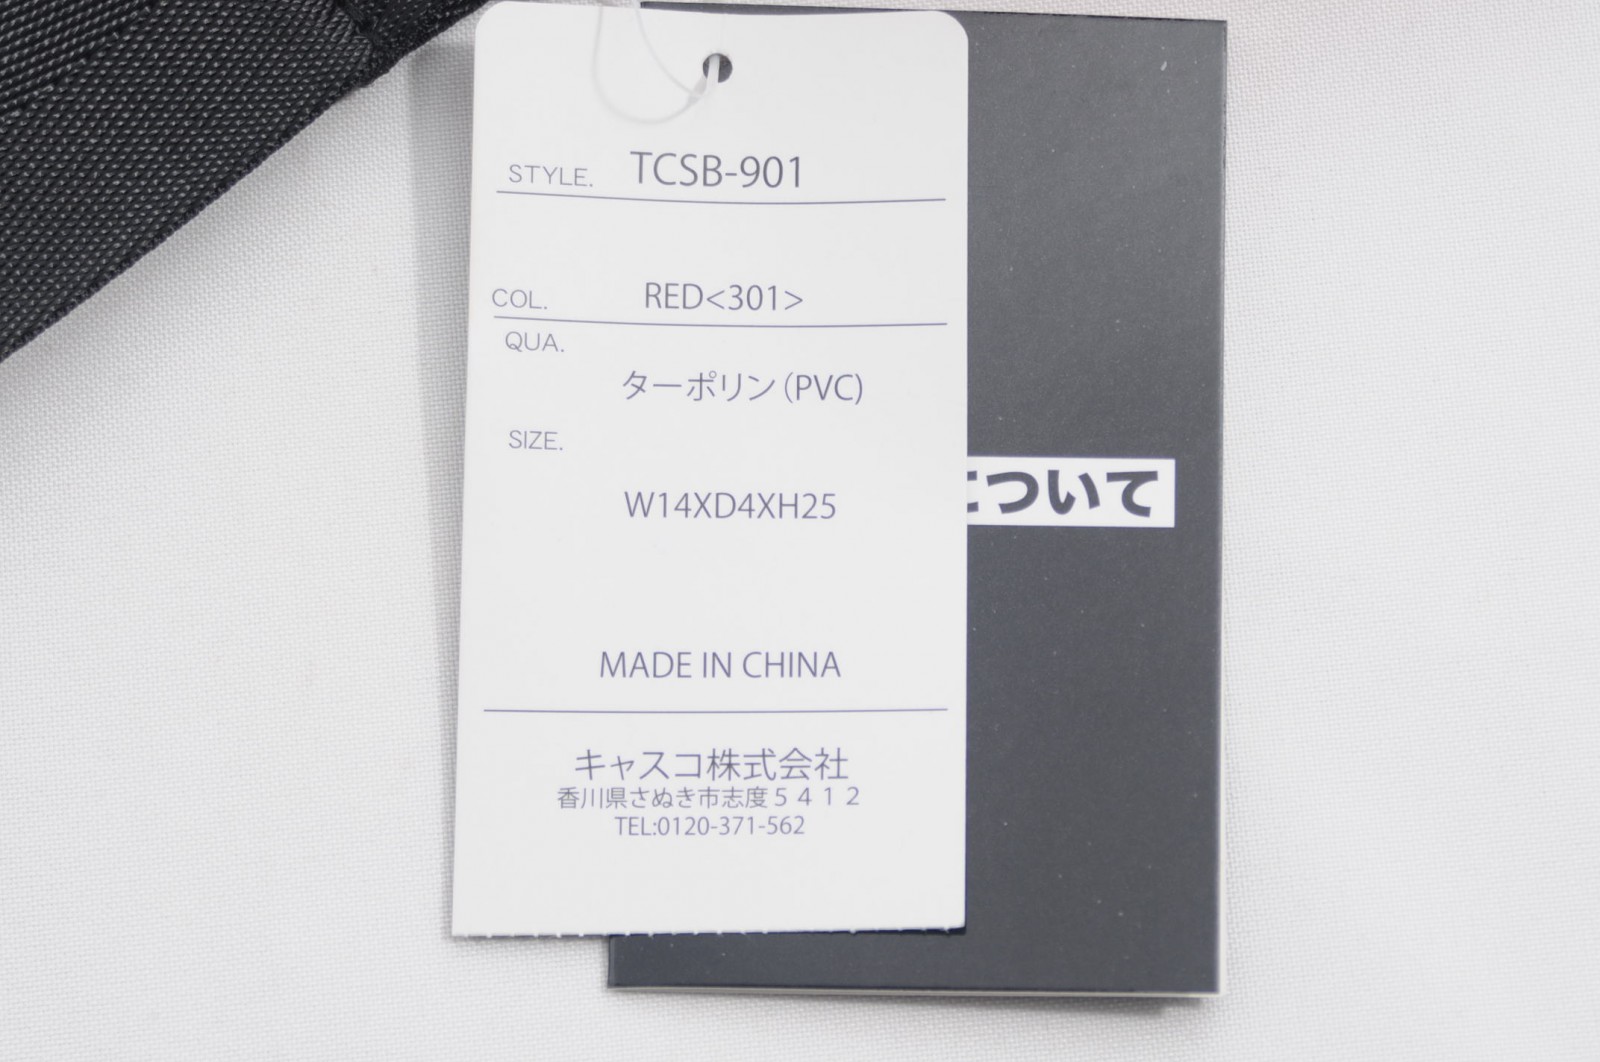 STYLE. TCSB-901
COL. RED<301>
QUA.
ターポリン(PVC)
SIZE.
W14XD4XH25
MADE IN CHINA
キャスコ株式会社
香川県さぬき市志度５４１２
TEL:0120-371-562
について